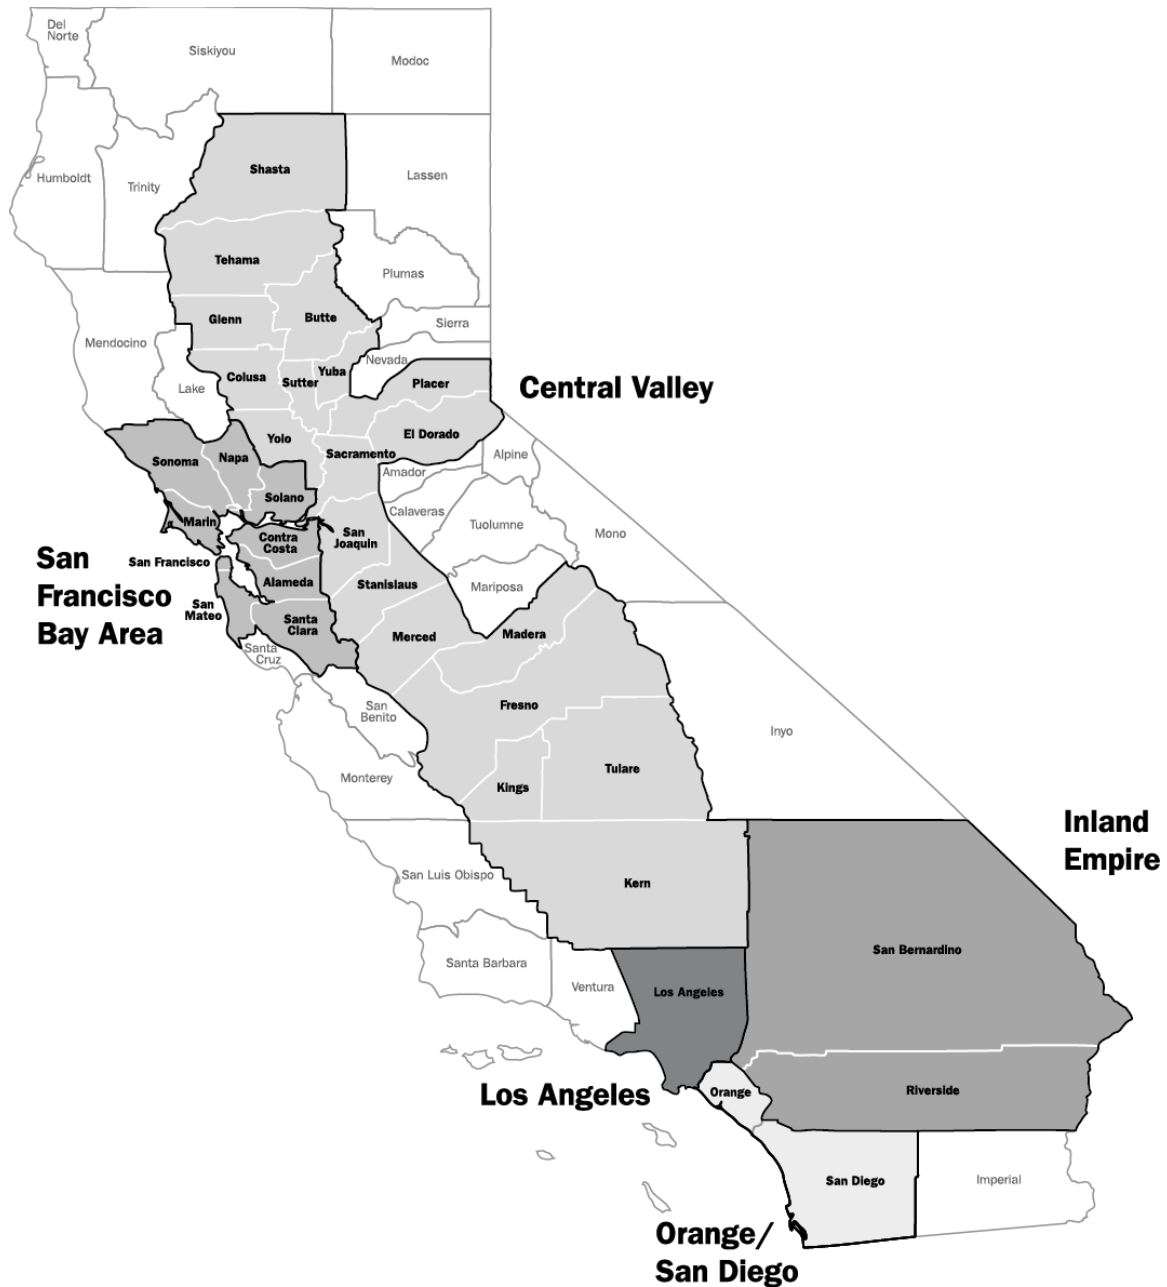 Del
Norte
Siskiyou
Modoc
Shasta
Humboldt
Trinity
Lassen
Tehama
Plumas
Glenn
Butte
Sierra
Mendocino
Nevada
Lake
Colusa
Sutter
Yuba
Placer
Central Valley
Yolo
El Dorado
Sonoma
Napa
Sacramento
Alpine
Amador
Solano
Calaveras
Marin
Tuolumne
Mono
Contra
Costa
San
Joaquin
San
Francisco
Bay Area
San Francisco
Alameda
Stanislaus
Mariposa
San
Mateo
Santa
Clara
Merced
Madera
Santa
Cruz
San
Benito
Fresno
Inyo
Monterey
Kings
Tulare
Inland
Empire
San Luis Obispo
Kern
San Bernardino
Santa Barbara
Ventura
Los Angeles
Los Angeles
Orange
Riverside
San Diego
Imperial
Orange/
San Diego